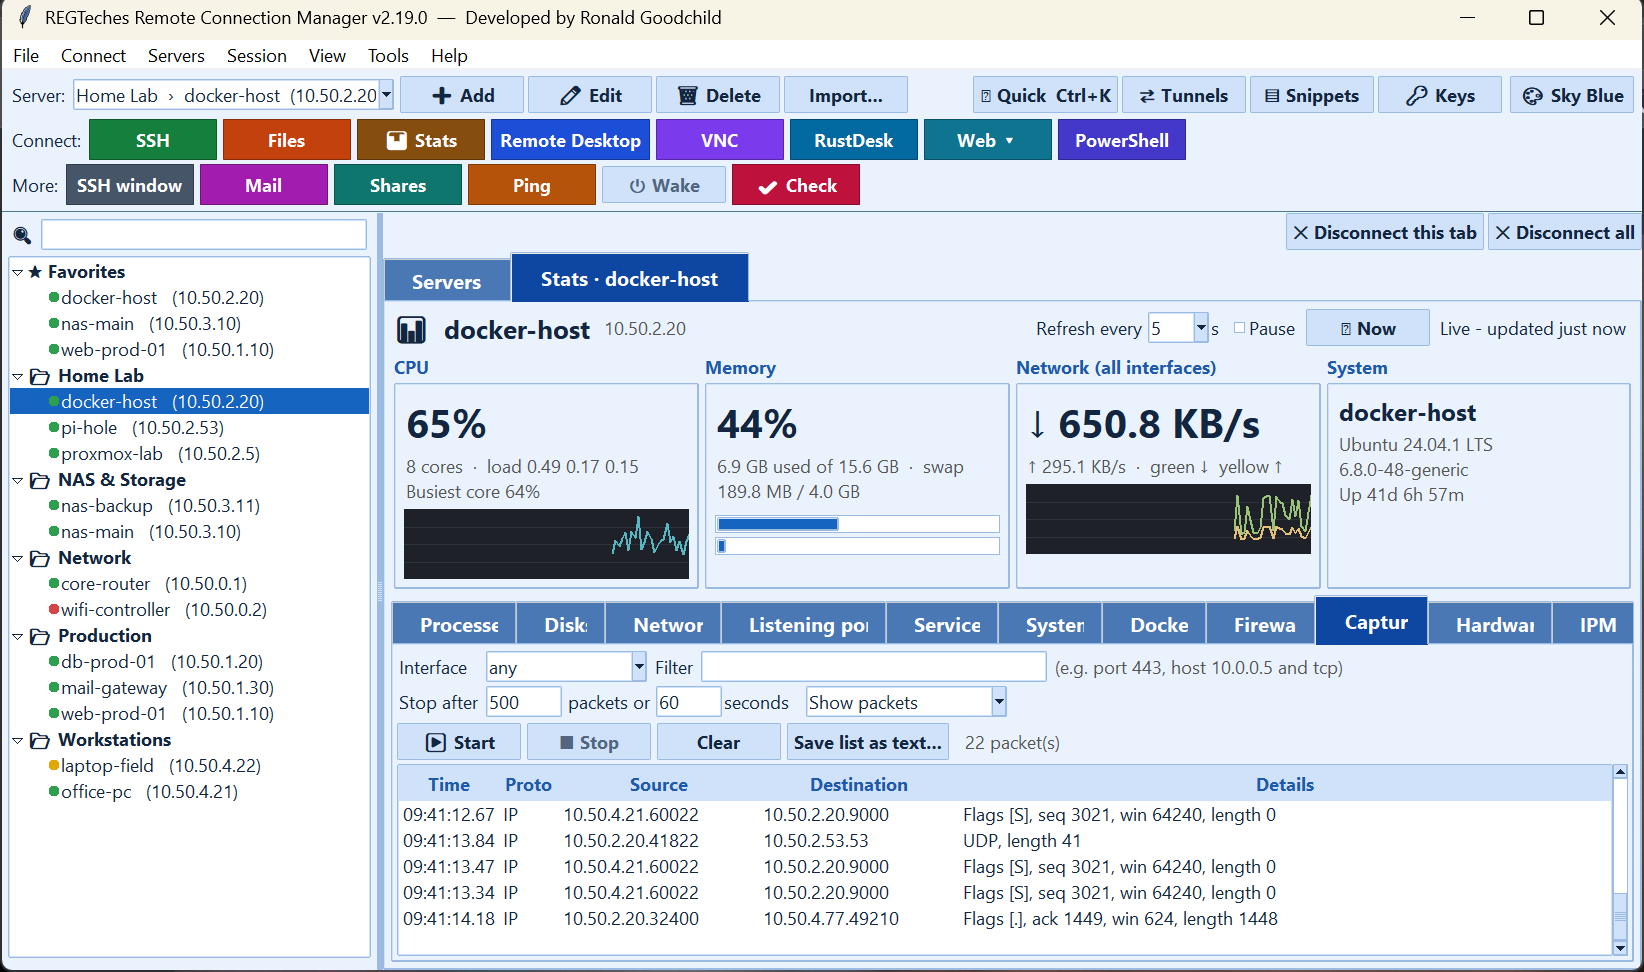 REGTeches Remote Connection Manager v2.19.0 — Developed by Ronald Goodchild
File Connect Servers Session View Tools Help
Server: Home Lab › docker-host (10.50.2.20 Add Edit Delete Import... Quick Ctrl+K Tunnels Snippets Keys Sky Blue
Connect: SSH Files Stats Remote Desktop VNC RustDesk Web ▾ PowerShell
More: SSH window Mail Shares Ping Wake Check
Disconnect this tab Disconnect all
★ Favorites
docker-host (10.50.2.20)
nas-main (10.50.3.10)
web-prod-01 (10.50.1.10)
Home Lab
docker-host (10.50.2.20)
pi-hole (10.50.2.53)
proxmox-lab (10.50.2.5)
NAS & Storage
nas-backup (10.50.3.11)
nas-main (10.50.3.10)
Network
core-router (10.50.0.1)
wifi-controller (10.50.0.2)
Production
db-prod-01 (10.50.1.20)
mail-gateway (10.50.1.30)
web-prod-01 (10.50.1.10)
Workstations
laptop-field (10.50.4.22)
office-pc (10.50.4.21)
Servers Stats · docker-host
docker-host 10.50.2.20 Refresh every 5 s Pause Now Live - updated just now
CPU
65%
8 cores · load 0.49 0.17 0.15
Busiest core 64%
Memory
44%
6.9 GB used of 15.6 GB · swap
189.8 MB / 4.0 GB
Network (all interfaces)
↓ 650.8 KB/s
↑ 295.1 KB/s · green ↓ yellow ↑
System
docker-host
Ubuntu 24.04.1 LTS
6.8.0-48-generic
Up 41d 6h 57m
Processe Disk Networ Listening po Service System Docke Firewa Captur Hardwar IPM
Interface any Filter (e.g. port 443, host 10.0.0.5 and tcp)
Stop after 500 packets or 60 seconds Show packets
Start Stop Clear Save list as text... 22 packet(s)
Time Proto Source Destination Details
09:41:12.67 IP 10.50.4.21.60022 10.50.2.20.9000 Flags [S], seq 3021, win 64240, length 0
09:41:13.84 IP 10.50.2.20.41822 10.50.2.53.53 UDP, length 41
09:41:13.47 IP 10.50.4.21.60022 10.50.2.20.9000 Flags [S], seq 3021, win 64240, length 0
09:41:13.34 IP 10.50.4.21.60022 10.50.2.20.9000 Flags [S], seq 3021, win 64240, length 0
09:41:14.18 IP 10.50.2.20.32400 10.50.4.77.49210 Flags [.], ack 1449, win 624, length 1448